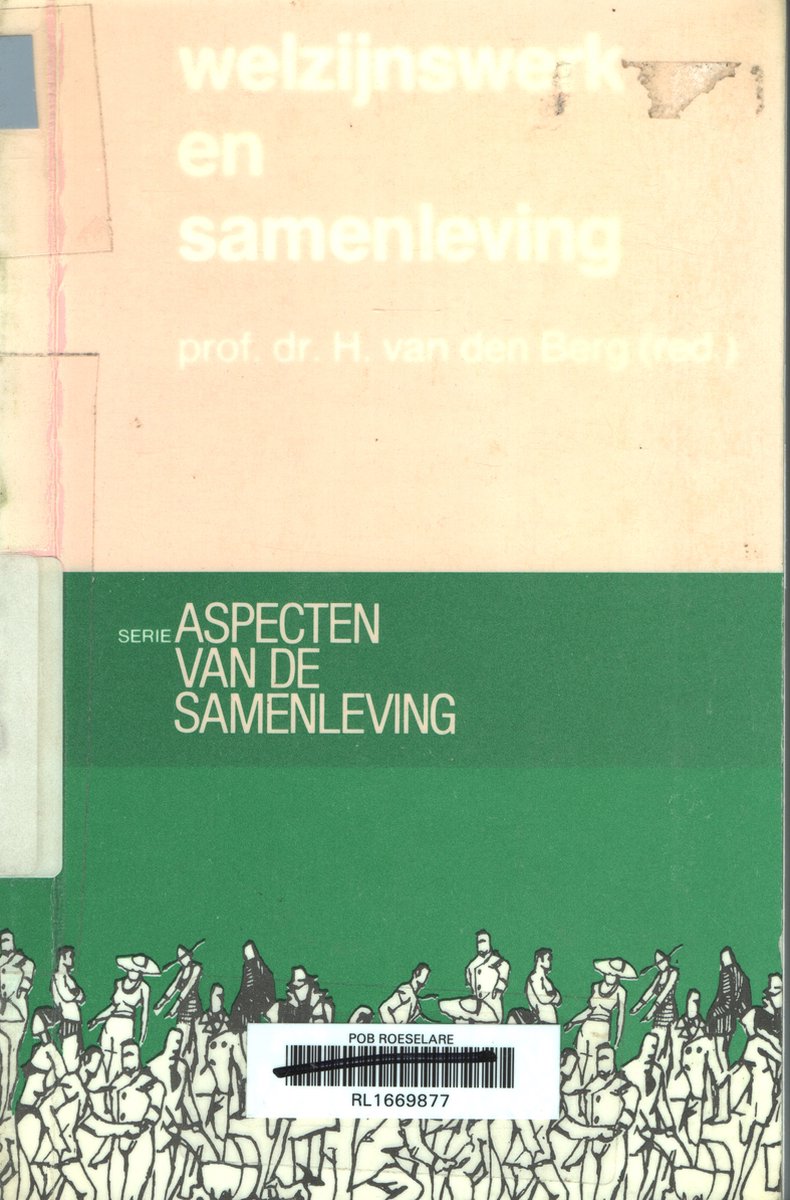 welzijnswerk
en
samenleving
prof. dr. H. van den Berg (red.)
SERIE ASPECTEN
VAN DE
SAMENLEVING
POB ROESELARE
RL1669877